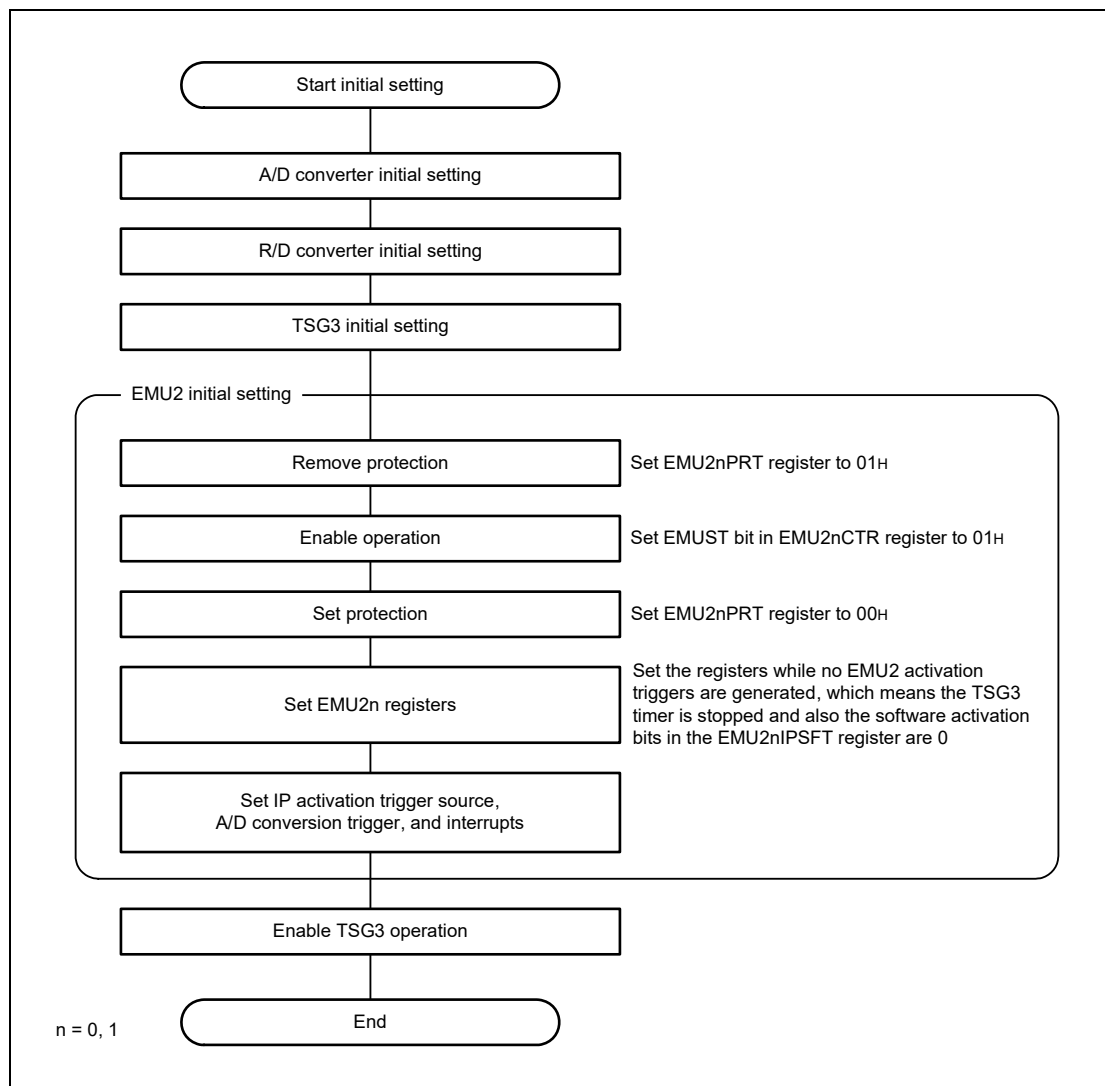 Start initial setting
A/D converter initial setting
R/D converter initial setting
TSG3 initial setting
EMU2 initial setting
Remove protection
Set EMU2nPRT register to 01H
Enable operation
Set EMUST bit in EMU2nCTR register to 01H
Set protection
Set EMU2nPRT register to 00H
Set EMU2n registers
Set the registers while no EMU2 activation
triggers are generated, which means the TSG3
timer is stopped and also the software activation
bits in the EMU2nIPSFT register are 0
Set IP activation trigger source,
A/D conversion trigger, and interrupts
Enable TSG3 operation
End
n = 0, 1